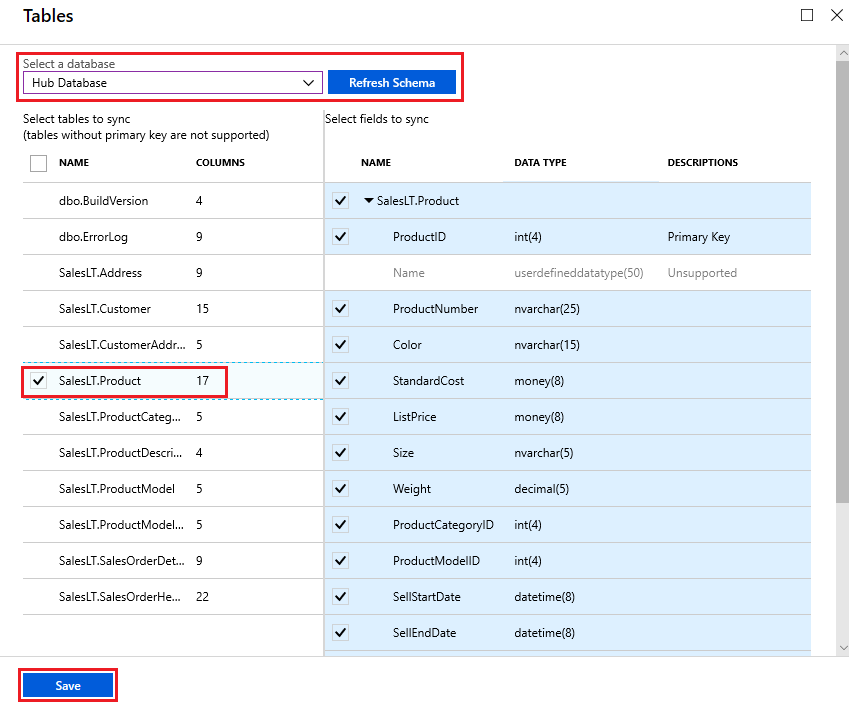 Tables
Select a database
Hub Database
Refresh Schema
Select tables to sync
(tables without primary key are not supported)
NAME COLUMNS
dbo.BuildVersion 4
dbo.ErrorLog 9
SalesLT.Address 9
SalesLT.Customer 15
SalesLT.CustomerAddr... 5
SalesLT.Product 17
SalesLT.ProductCateg... 5
SalesLT.ProductDescri... 4
SalesLT.ProductModel 5
SalesLT.ProductModel... 5
SalesLT.SalesOrderDet... 9
SalesLT.SalesOrderHe... 22
Select fields to sync
NAME DATA TYPE DESCRIPTIONS
SalesLT.Product
ProductID int(4) Primary Key
Name userdefineddatatype(50) Unsupported
ProductNumber nvarchar(25)
Color nvarchar(15)
StandardCost money(8)
ListPrice money(8)
Size nvarchar(5)
Weight decimal(5)
ProductCategoryID int(4)
ProductModelID int(4)
SellStartDate datetime(8)
SellEndDate datetime(8)
Save